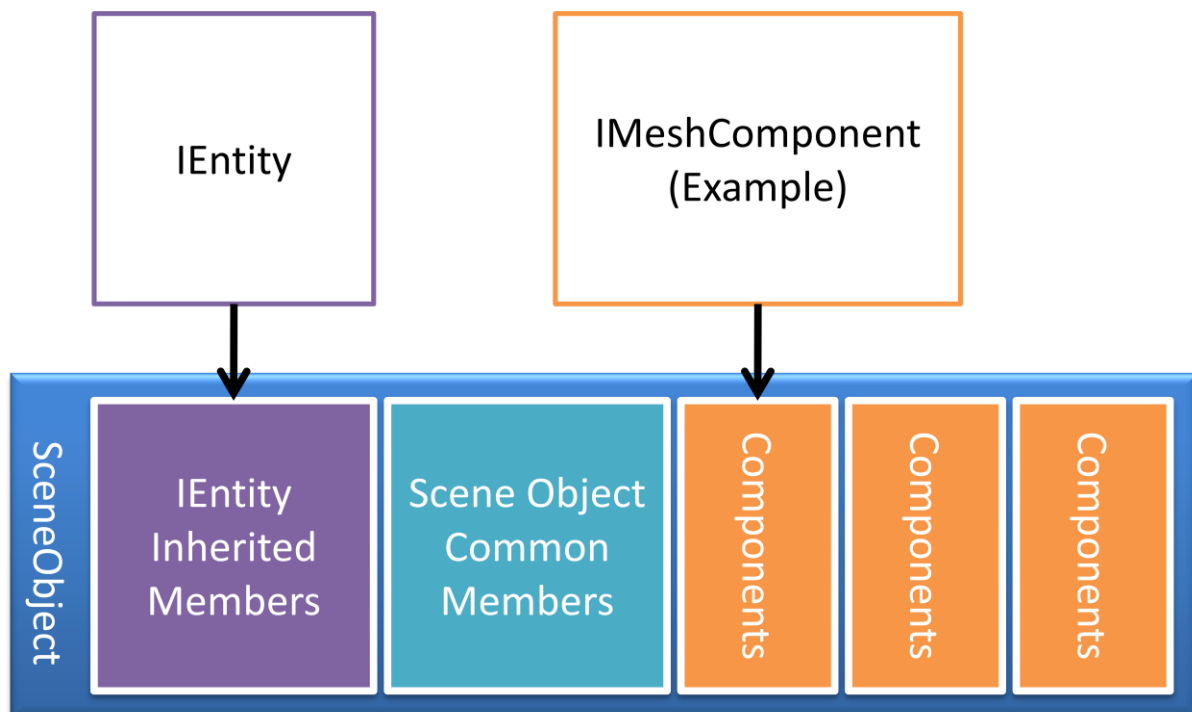 IEntity
IMeshComponent
(Example)
SceneObject
IEntity
Inherited
Members
Scene Object
Common
Members
Components
Components
Components